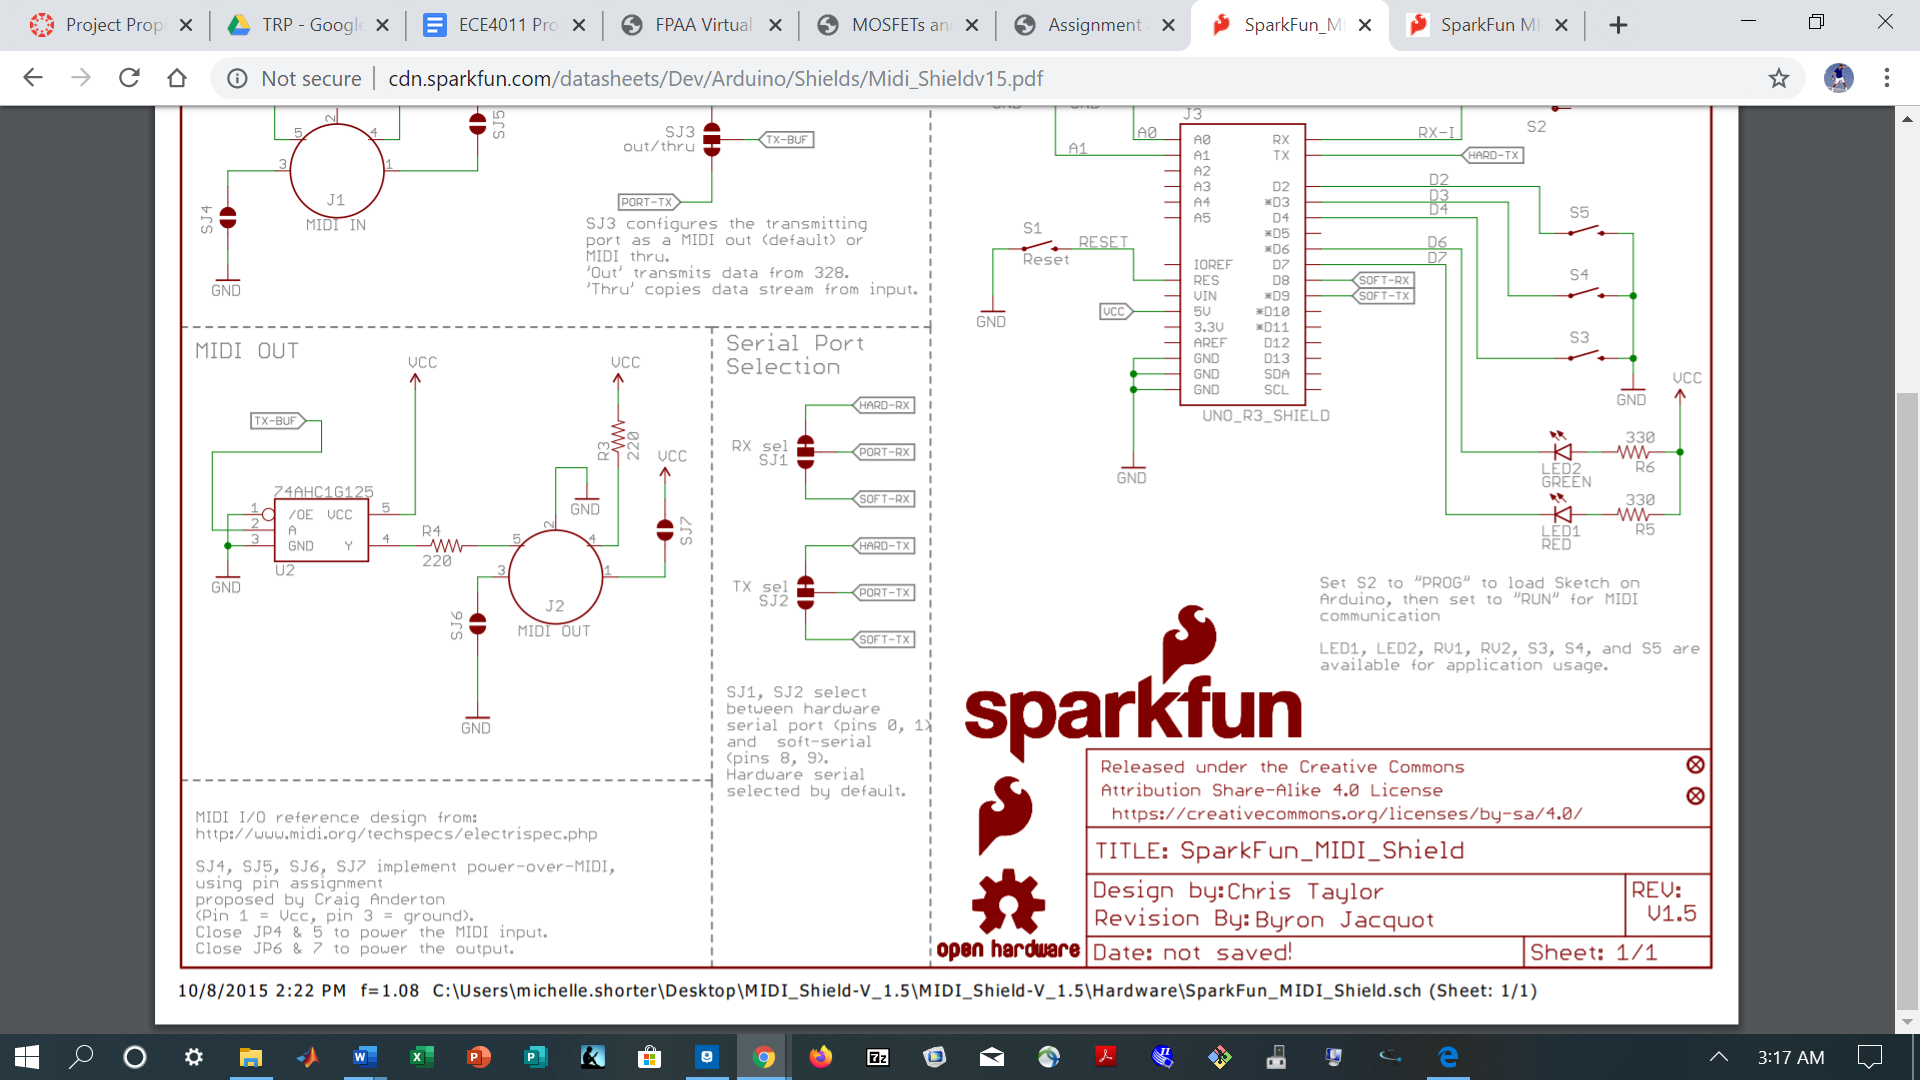 Project Prop
TRP - Googl
ECE4011 Pro
FPAA Virtual
MOSFETs an
Assignment
SparkFun_M
SparkFun MI
Not secure
cdn.sparkfun.com/datasheets/Dev/Arduino/Shields/Midi_Shieldv15.pdf
5
2
4
3
1
J1
MIDI IN
SJ4
SJ5
GND
SJ3
out/thru
TX-BUF
PORT-TX
SJ3 configures the transmitting
port as a MIDI out (default) or
MIDI thru.
'Out' transmits data from 328.
'Thru' copies data stream from input.
MIDI OUT
TX-BUF
VCC
VCC
R3
220
VCC
74AHC1G125
1
2
3
/OE
A
GND
VCC
Y
5
4
U2
GND
R4
220
5
2
4
3
1
GND
SJ7
J2
MIDI OUT
SJ6
GND
Serial Port
Selection
HARD-RX
RX sel
SJ1
PORT-RX
SOFT-RX
HARD-TX
TX sel
SJ2
PORT-TX
SOFT-TX
SJ1, SJ2 select
between hardware
serial port (pins 0, 1)
and soft-serial
(pins 8, 9).
Hardware serial
selected by default.
MIDI I/O reference design from:
http://www.midi.org/techspecs/electrispec.php
SJ4, SJ5, SJ6, SJ7 implement power-over-MIDI,
using pin assignment
proposed by Craig Anderton
(Pin 1 = Vcc, pin 3 = ground).
Close JP4 & 5 to power the MIDI input.
Close JP6 & 7 to power the output.
J3
A0
A1
A0
A1
A2
A3
A4
A5
IOREF
RES
VIN
5V
3.3V
AREF
GND
GND
GND
RX
TX
D2
*D3
D4
*D5
*D6
D7
D8
*D9
*D10
*D11
D12
D13
SDA
SCL
UNO_R3_SHIELD
RX-I
HARD-TX
S2
D2
D3
D4
D6
D7
SOFT-RX
SOFT-TX
S1
Reset
RESET
GND
VCC
GND
S5
S4
S3
GND
VCC
LED2
GREEN
330
R6
LED1
RED
330
R5
Set S2 to "PROG" to load Sketch on
Arduino, then set to "RUN" for MIDI
communication
LED1, LED2, RV1, RV2, S3, S4, and S5 are
available for application usage.
sparkfun
open hardware
Released under the Creative Commons
Attribution Share-Alike 4.0 License
https://creativecommons.org/licenses/by-sa/4.0/
TITLE: SparkFun_MIDI_Shield
Design by: Chris Taylor
Revision By: Byron Jacquot
REV:
V1.5
Date: not saved!
Sheet: 1/1
10/8/2015 2:22 PM f=1.08 C:\Users\michelle.shorter\Desktop\MIDI_Shield-V_1.5\MIDI_Shield-V_1.5\Hardware\SparkFun_MIDI_Shield.sch (Sheet: 1/1)
3:17 AM